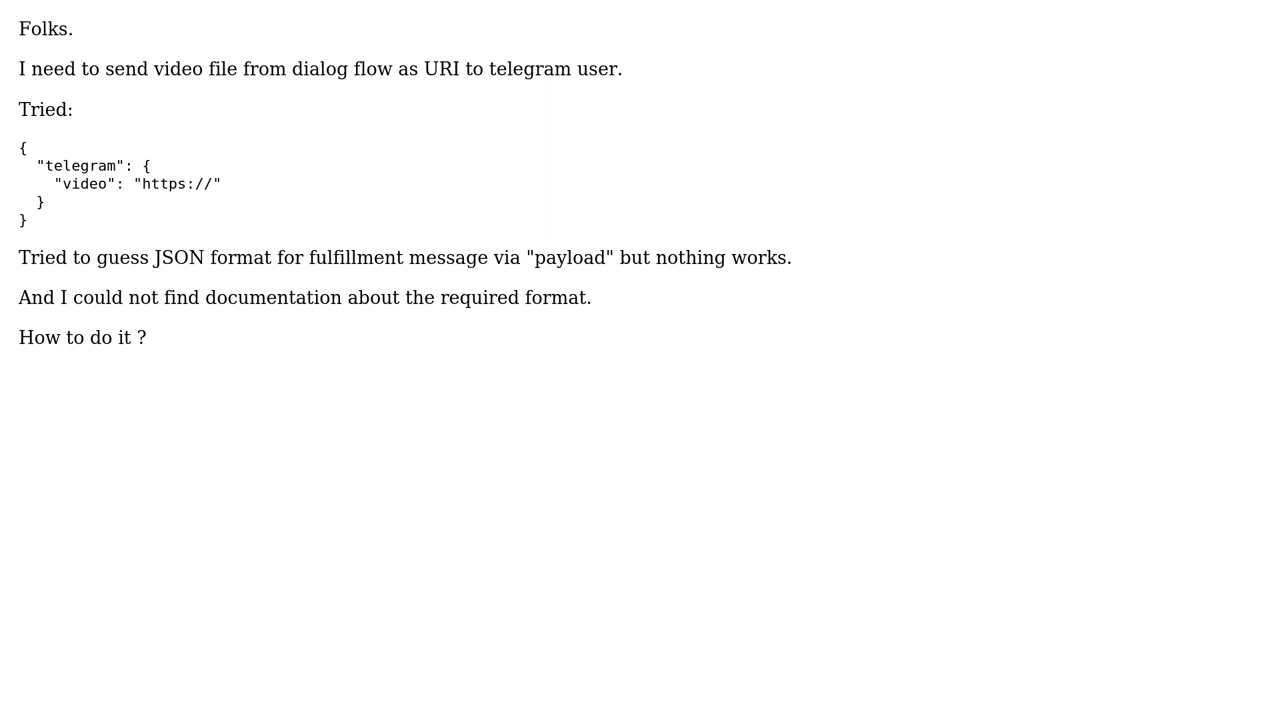 Folks.
I need to send video file from dialog flow as URI to telegram user.
Tried:
{
  "telegram": {
    "video": "https://"
  }
}
Tried to guess JSON format for fulfillment message via "payload" but nothing works.
And I could not find documentation about the required format.
How to do it ?